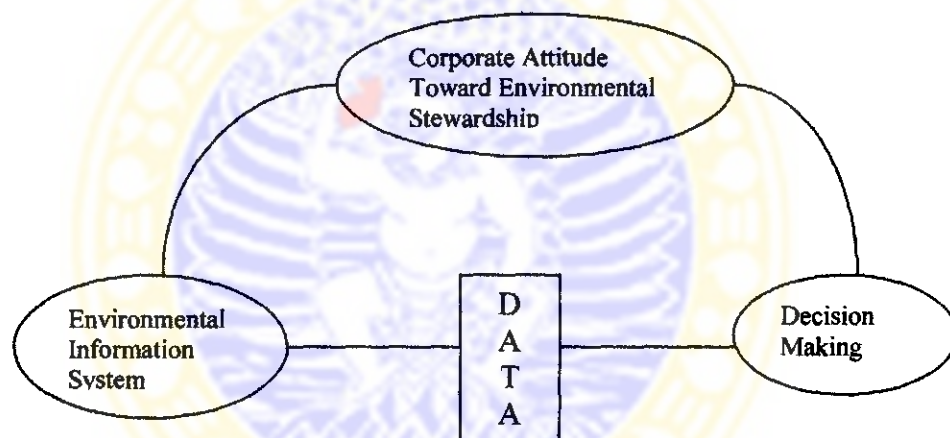 Corporate Attitude
Toward Environmental
Stewardship
Environmental
Information
System
D
A
T
A
Decision
Making